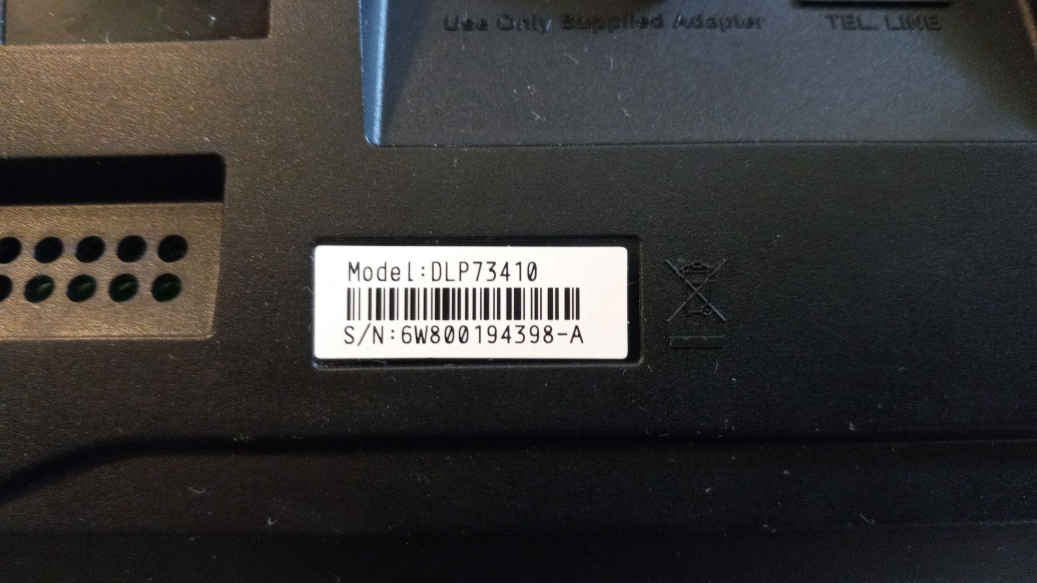 Use Only Supplied Adapter TEL. LINE
Model:DLP73410
S/N:6W800194398-A